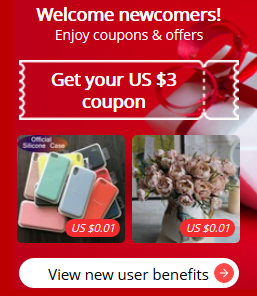 Welcome newcomers!
Enjoy coupons & offers
Get your US $3
coupon
Official
Silicone Case
US $0.01
US $0.01
View new user benefits